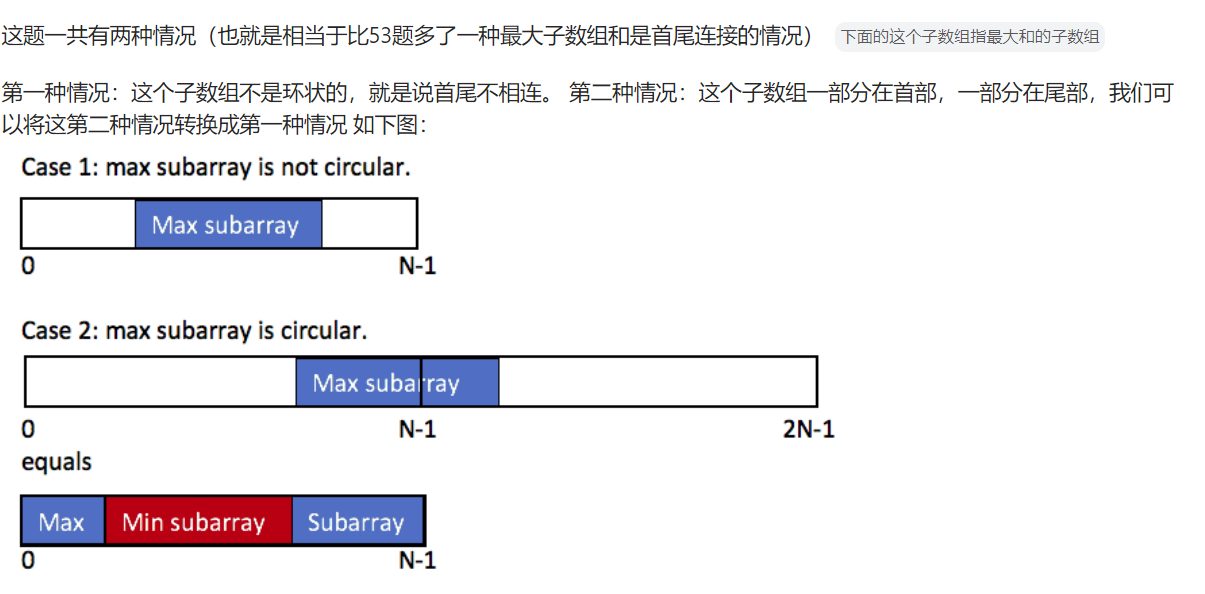 这题一共有两种情况（也就是相当于比53题多了一种最大子数组和是首尾连接的情况） 下面的这个子数组指最大和的子数组
第一种情况：这个子数组不是环状的，就是说首尾不相连。 第二种情况：这个子数组一部分在首部，一部分在尾部，我们可
以将这第二种情况转换成第一种情况 如下图：
Case 1: max subarray is not circular.
Max subarray
0 N-1
Case 2: max subarray is circular.
Max subarray
0 N-1 2N-1
equals
Max Min subarray Subarray
0 N-1